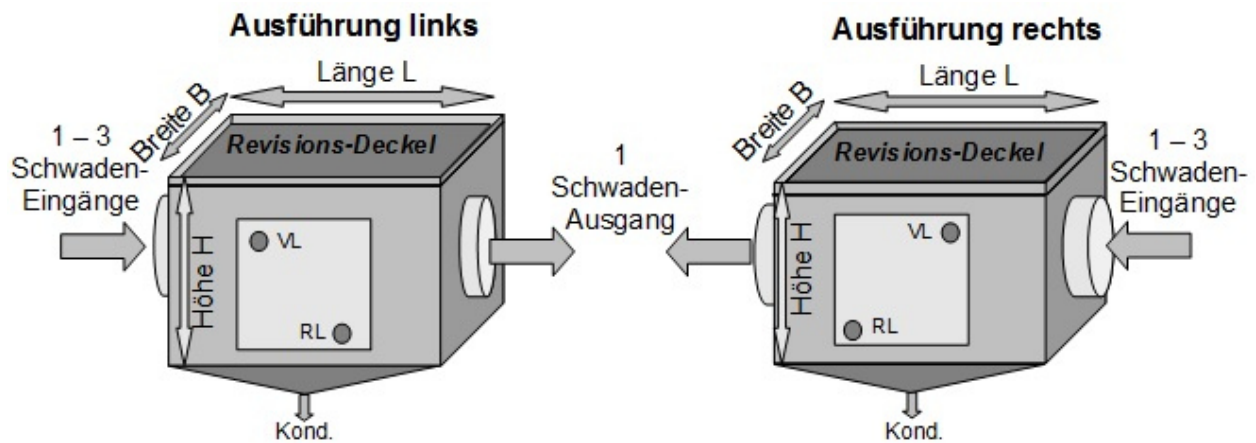 Ausführung links
Länge L
Breite B
1 – 3
Schwaden-
Eingänge
Revisions-Deckel
Höhe H
VL
RL
Kond.
1
Schwaden-
Ausgang
Ausführung rechts
Länge L
Breite B
Revisions-Deckel
1 – 3
Schwaden-
Eingänge
Höhe H
VL
RL
Kond.